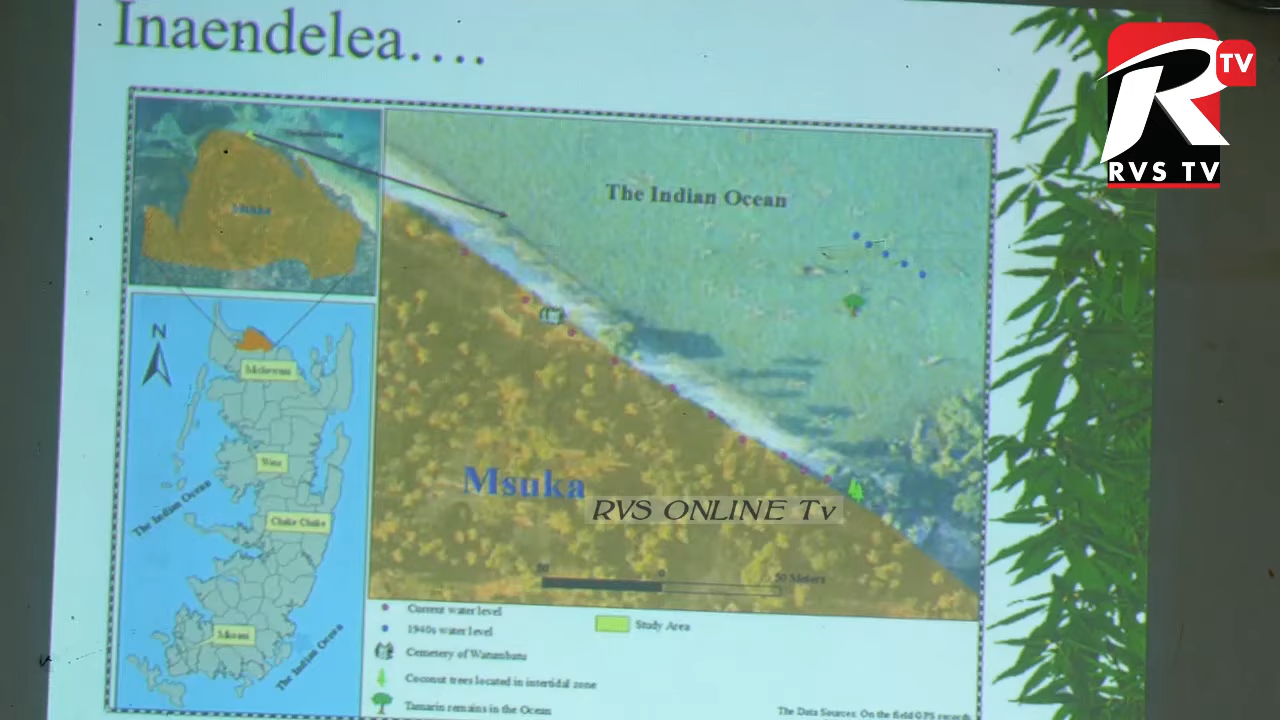 Inaendelea....
TV
RVS TV
The Indian Ocean
Msuka
N
Wete
Chake Chake
The Indian Ocean
Mkoani
The Indian Ocean
Msuka
RVS ONLINE Tv
50
0
50 Meters
Current water level
1940s water level
Cemetery of Watumbatu
Coconut trees located in intertidal zone
Tamarin remains in the Ocean
Study Area
The Data Sources: On the field GPS records